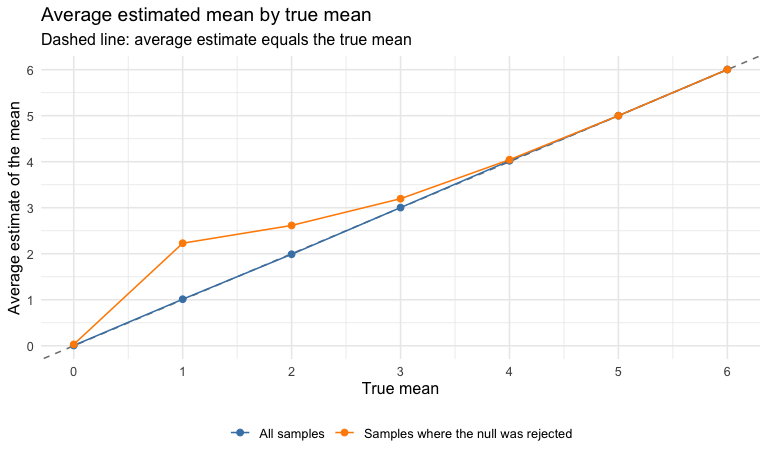 Average estimated mean by true mean
Dashed line: average estimate equals the true mean
Average estimate of the mean
6
5
4
3
2
1
0
0 1 2 3 4 5 6
True mean
All samples Samples where the null was rejected